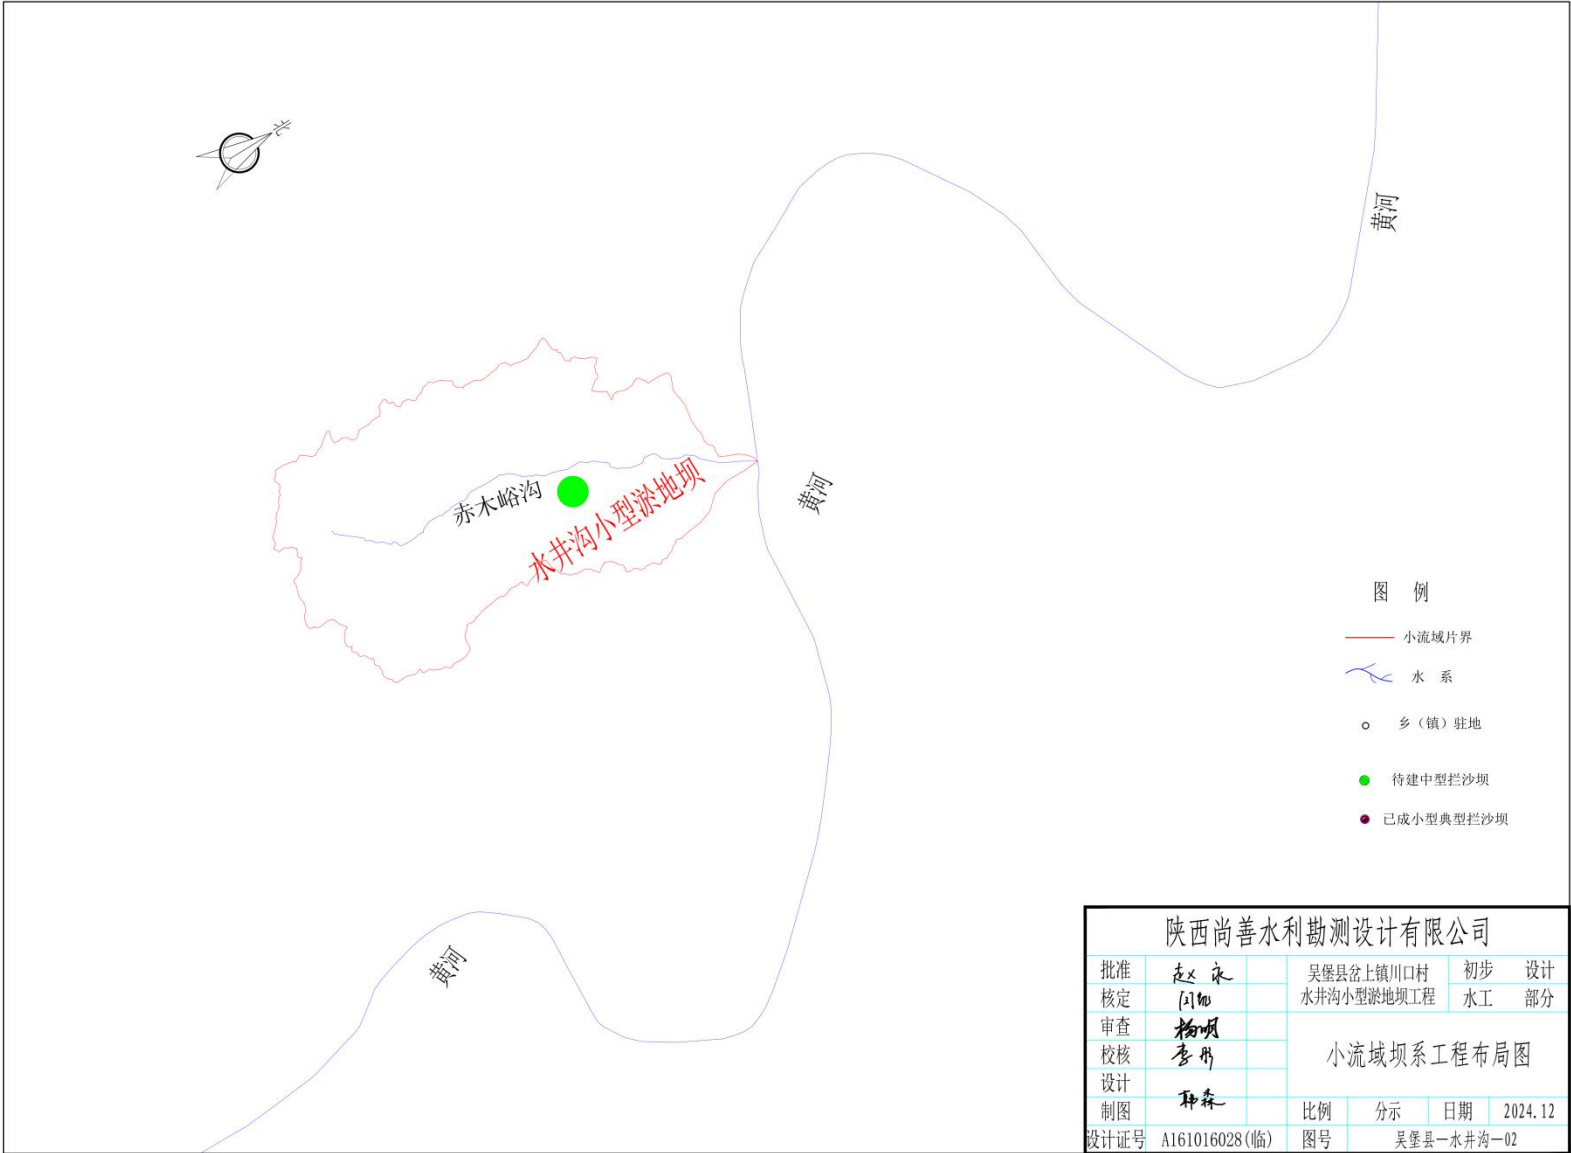 北
黄河
赤木峪沟
水井沟小型淤地坝
黄河
黄河
图 例
小流域片界
水 系
乡（镇）驻地
待建中型拦沙坝
已成小型典型拦沙坝
陕西尚善水利勘测设计有限公司
批准 赵永 吴堡县岔上镇川口村 初步 设计
核定 水井沟小型淤地坝工程 水工 部分
审查 杨明
校核 李彤 小流域坝系工程布局图
设计 韩森
制图 比例 分示 日期 2024.12
设计证号 A161016028(临) 图号 吴堡县—水井沟—02